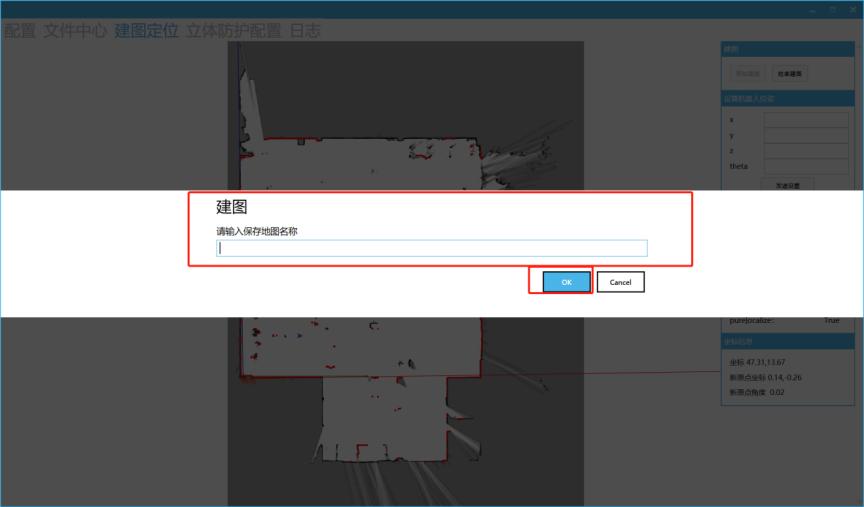 配置 文件中心 建图定位 立体防护配置 日志
建图
开始建图 结束建图
设置机器人位姿
x
y
z
theta
发送设置
建图
请输入保存地图名称
OK Cancel
purelocalize: True
坐标信息
坐标 47.31,13.67
新原点坐标 0.14,-0.26
新原点角度 0.02